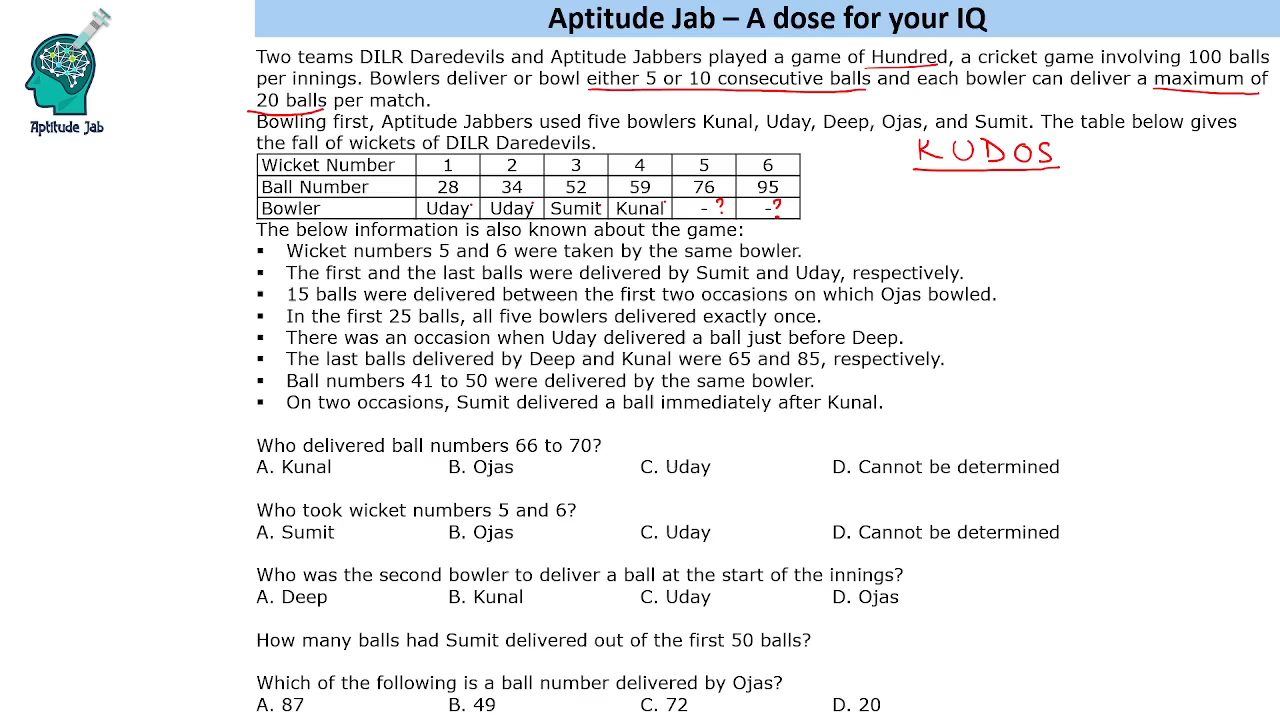 Aptitude Jab – A dose for your IQ
Aptitude Jab
Two teams DILR Daredevils and Aptitude Jabbers played a game of Hundred, a cricket game involving 100 balls
per innings. Bowlers deliver or bowl either 5 or 10 consecutive balls and each bowler can deliver a maximum of
20 balls per match.
Bowling first, Aptitude Jabbers used five bowlers Kunal, Uday, Deep, Ojas, and Sumit. The table below gives
the fall of wickets of DILR Daredevils.
KUDOS
Wicket Number 1 2 3 4 5 6
Ball Number 28 34 52 59 76 95
Bowler Uday Uday Sumit Kunal - ? - ?
The below information is also known about the game:
▪ Wicket numbers 5 and 6 were taken by the same bowler.
▪ The first and the last balls were delivered by Sumit and Uday, respectively.
▪ 15 balls were delivered between the first two occasions on which Ojas bowled.
▪ In the first 25 balls, all five bowlers delivered exactly once.
▪ There was an occasion when Uday delivered a ball just before Deep.
▪ The last balls delivered by Deep and Kunal were 65 and 85, respectively.
▪ Ball numbers 41 to 50 were delivered by the same bowler.
▪ On two occasions, Sumit delivered a ball immediately after Kunal.
Who delivered ball numbers 66 to 70?
A. Kunal B. Ojas C. Uday D. Cannot be determined
Who took wicket numbers 5 and 6?
A. Sumit B. Ojas C. Uday D. Cannot be determined
Who was the second bowler to deliver a ball at the start of the innings?
A. Deep B. Kunal C. Uday D. Ojas
How many balls had Sumit delivered out of the first 50 balls?
Which of the following is a ball number delivered by Ojas?
A. 87 B. 49 C. 72 D. 20